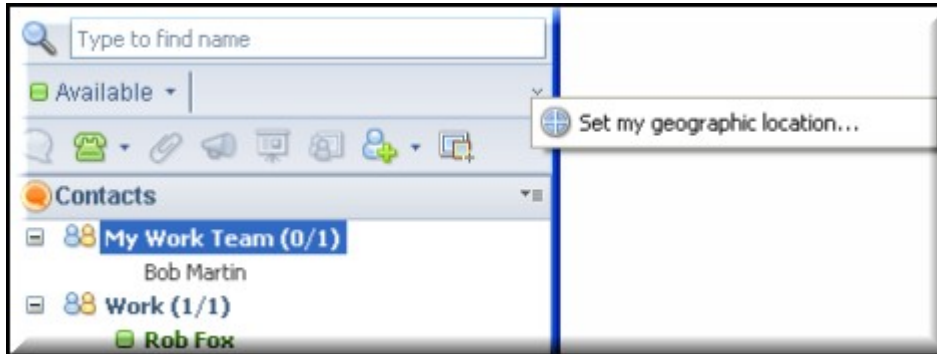 Type to find name
Available
Set my geographic location...
Contacts
My Work Team (0/1)
Bob Martin
Work (1/1)
Rob Fox